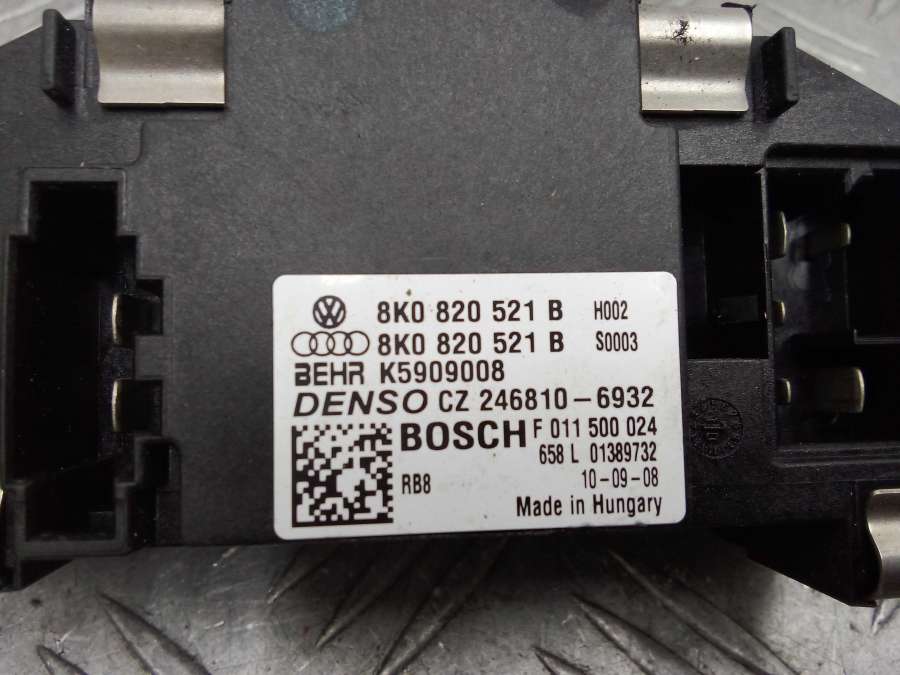 8K0 820 521 B H002
8K0 820 521 B S0003
BEHR K5909008
DENSO CZ 246810-6932
BOSCH F 011 500 024
658 L 01389732
RB8 10-09-08
Made in Hungary